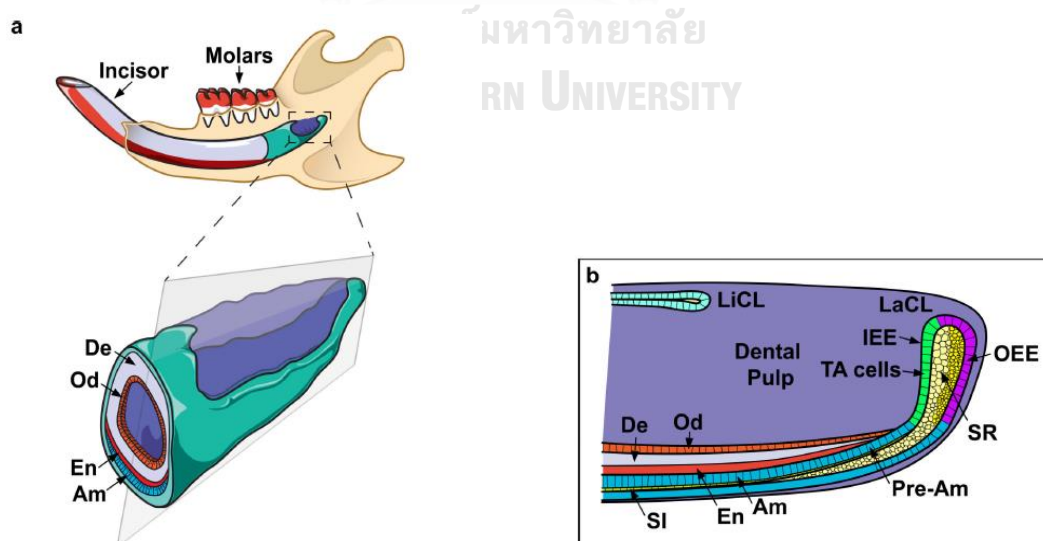 มหาวิทยาลัย
RN UNIVERSITY
a
Incisor
Molars
De
Od
En
Am
b
LiCL
LaCL
IEE
OEE
TA cells
Dental
Pulp
SR
De
Od
Pre-Am
SI
En
Am